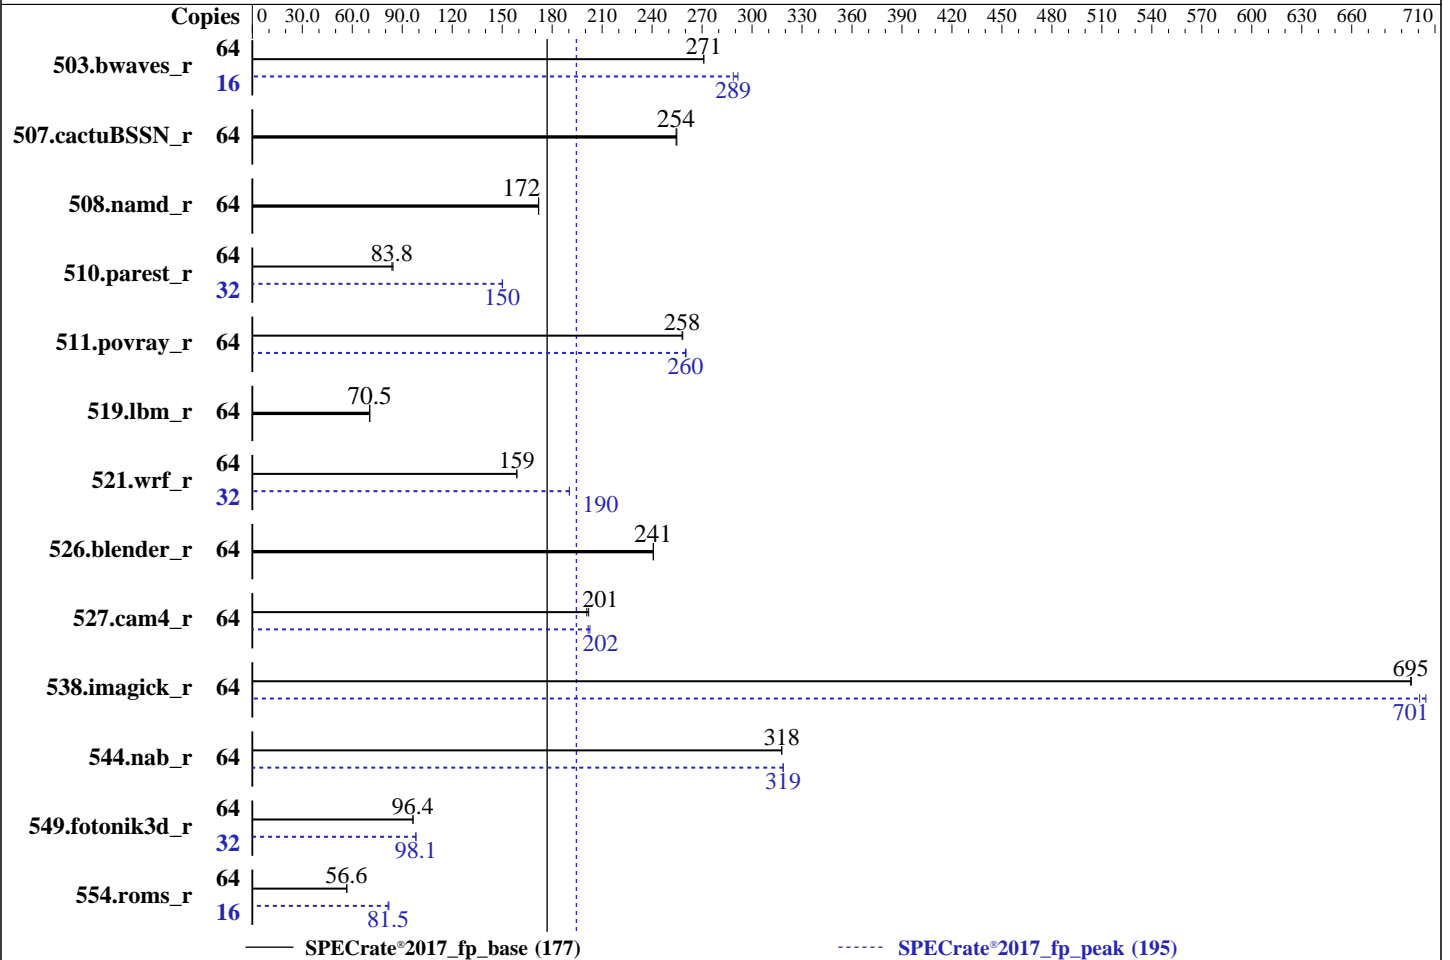 Copies 0 30.0 60.0 90.0 120 150 180 210 240 270 300 330 360 390 420 450 480 510 540 570 600 630 660 710
503.bwaves_r 64 271
16 289
507.cactuBSSN_r 64 254
508.namd_r 64 172
510.parest_r 64 83.8
32 150
511.povray_r 64 258
260
519.lbm_r 64 70.5
521.wrf_r 64 159
32 190
526.blender_r 64 241
527.cam4_r 64 201
202
538.imagick_r 64 695
701
544.nab_r 64 318
319
549.fotonik3d_r 64 96.4
32 98.1
554.roms_r 64 56.6
16 81.5
SPECrate®2017_fp_base (177) SPECrate®2017_fp_peak (195)